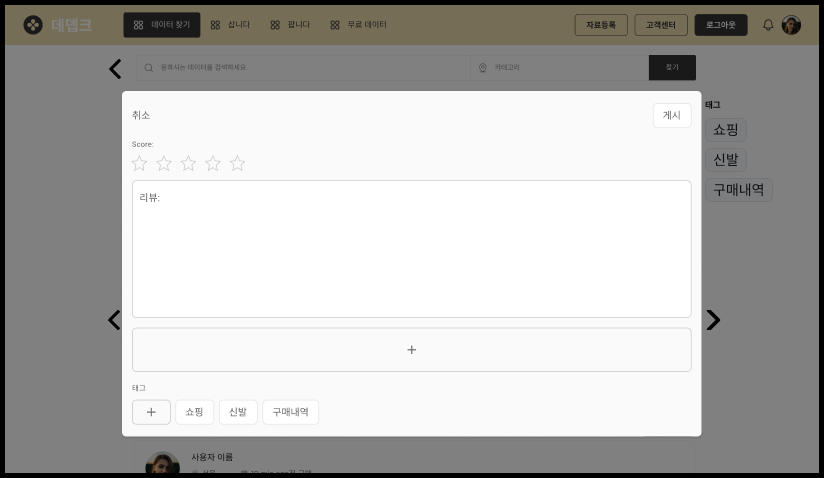 데뎁크
데이터 찾기
삽니다
팝니다
무료 데이터
자료등록
고객센터
로그아웃
원하시는 데이터를 검색하세요.
카테고리
찾기
태그
쇼핑
신발
구매내역
취소
게시
Score:
리뷰:
+
태그
+
쇼핑
신발
구매내역
사용자 이름